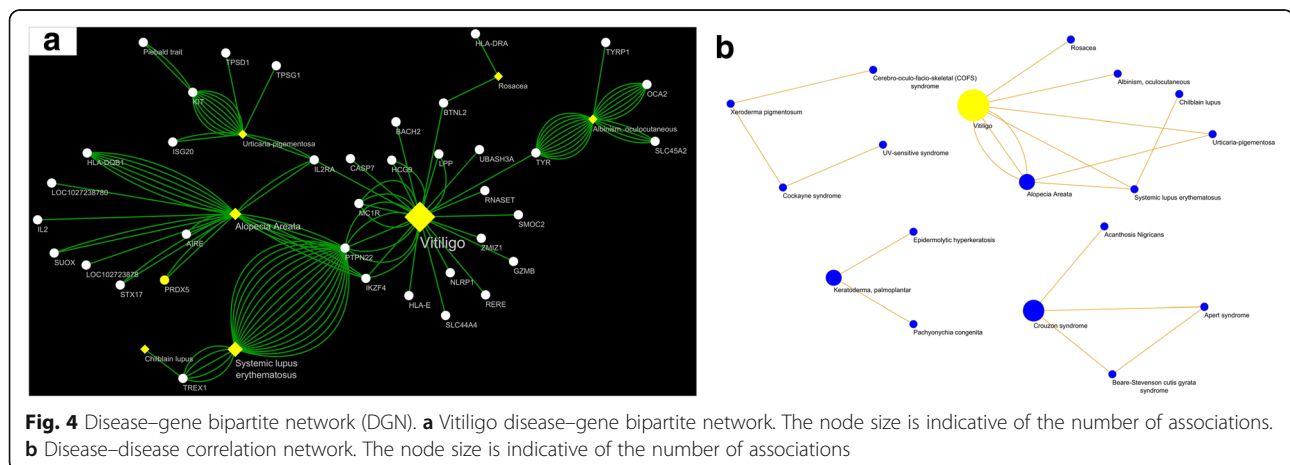 a
HLA-DRA
Piebald trait
TPSD1
TYRP1
TPSG1
Rosacea
OCA2
KIT
BTNL2
BACH2
Albinism, oculocutaneous
Urticaria-pigementosa
ISG20
SLC45A2
HLA-DQB1
IL2RA
CASP7
HCG9
LPP
UBASH3A
TYR
LOC1027238780
RNASET
MC1R
IL2
Alopecia Areata
Vitiligo
SMOC2
AIRE
PTPN22
ZMIZ1
SUOX
LOC102723878
GZMB
STX17
PRDX5
IKZF4
NLRP1
HLA-E
RERE
SLC44A4
Chilblain lupus
Systemic lupus
erythematosus
TREX1
b
Rosacea
Cerebro-oculo-facio-skeletal (COFS)
syndrome
Albinism, oculocutaneous
Chilblain lupus
Xeroderma pigmentosum
Vitiligo
Urticaria-pigementosa
UV-sensitive syndrome
Cockayne syndrome
Alopecia Areata
Systemic lupus erythematosus
Epidermolytic hyperkeratosis
Acanthosis Nigricans
Keratoderma, palmoplantar
Pachyonychia congenita
Crouzon syndrome
Apert syndrome
Beare-Stevenson cutis gyrata
syndrome
Fig. 4 Disease–gene bipartite network (DGN). a Vitiligo disease–gene bipartite network. The node size is indicative of the number of associations.
b Disease–disease correlation network. The node size is indicative of the number of associations